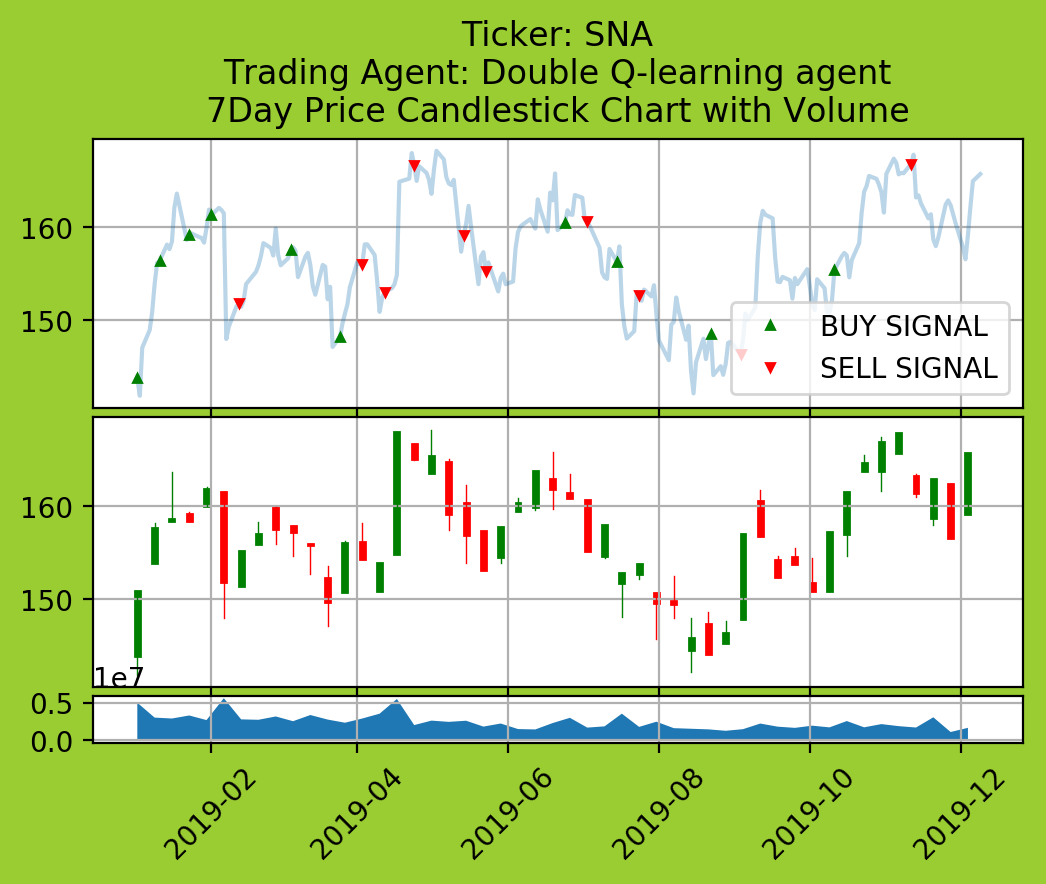 Ticker: SNA
Trading Agent: Double Q-learning agent
7Day Price Candlestick Chart with Volume
160
150
BUY SIGNAL
SELL SIGNAL
160
150
1e7
0.5
0.0
2019-02
2019-04
2019-06
2019-08
2019-10
2019-12